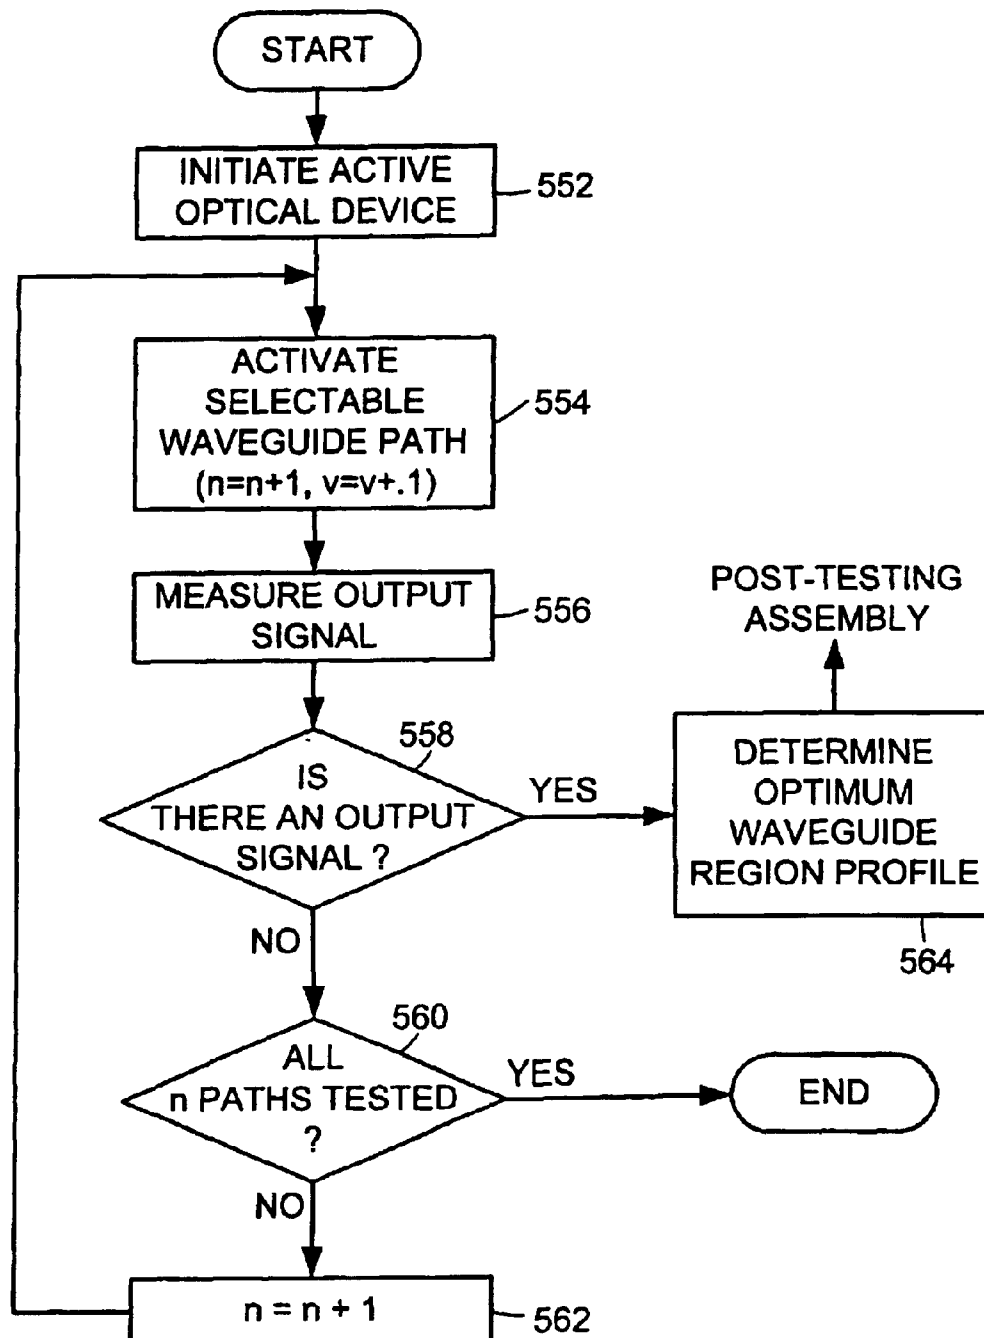 START
INITIATE ACTIVE
OPTICAL DEVICE
552
ACTIVATE
SELECTABLE
WAVEGUIDE PATH
(n=n+1, v=v+.1)
554
MEASURE OUTPUT
SIGNAL
556
POST-TESTING
ASSEMBLY
558
IS
THERE AN OUTPUT
SIGNAL ?
YES
DETERMINE
OPTIMUM
WAVEGUIDE
REGION PROFILE
564
NO
560
ALL
n PATHS TESTED
?
YES
END
NO
n = n + 1
562